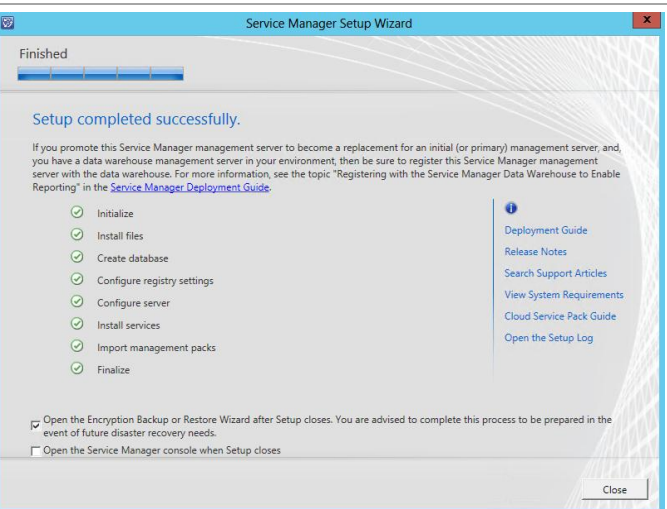 Service Manager Setup Wizard
x
Finished
Setup completed successfully.
If you promote this Service Manager management server to become a replacement for an initial (or primary) management server, and,
you have a data warehouse management server in your environment, then be sure to register this Service Manager management
server with the data warehouse. For more information, see the topic "Registering with the Service Manager Data Warehouse to Enable
Reporting" in the Service Manager Deployment Guide.
Initialize
Install files
Create database
Configure registry settings
Configure server
Install services
Import management packs
Finalize
Deployment Guide
Release Notes
Search Support Articles
View System Requirements
Cloud Service Pack Guide
Open the Setup Log
Open the Encryption Backup or Restore Wizard after Setup closes. You are advised to complete this process to be prepared in the
event of future disaster recovery needs.
Open the Service Manager console when Setup closes
Close